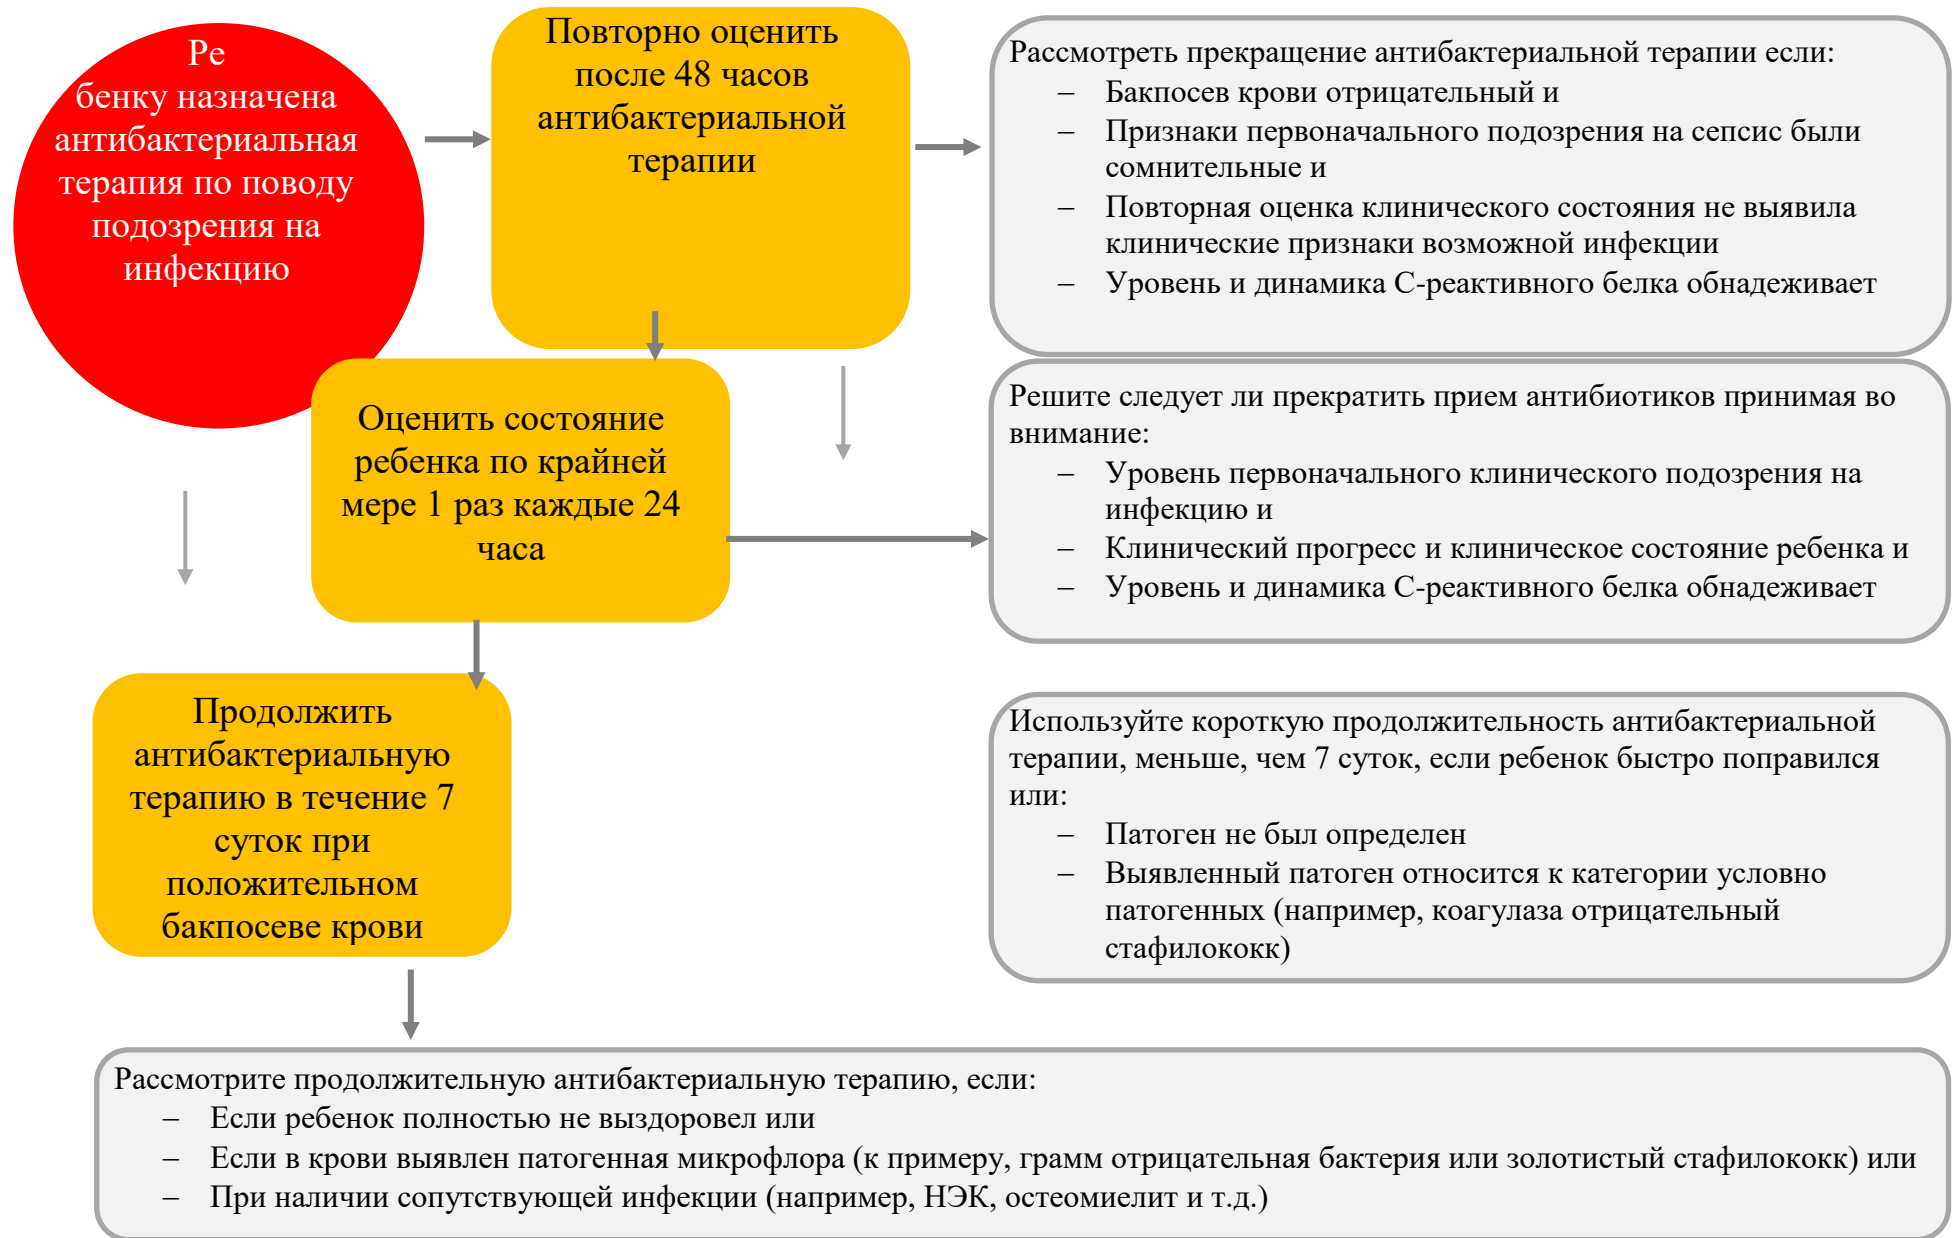 Ре
бенку назначена
антибактериальная
терапия по поводу
подозрения на
инфекцию
Повторно оценить
после 48 часов
антибактериальной
терапии
Рассмотреть прекращение антибактериальной терапии если:
– Бакпосев крови отрицательный и
– Признаки первоначального подозрения на сепсис были
сомнительные и
– Повторная оценка клинического состояния не выявила
клинические признаки возможной инфекции
– Уровень и динамика С-реактивного белка обнадеживает
Оценить состояние
ребенка по крайней
мере 1 раз каждые 24
часа
Решите следует ли прекратить прием антибиотиков принимая во
внимание:
– Уровень первоначального клинического подозрения на
инфекцию и
– Клинический прогресс и клиническое состояние ребенка и
– Уровень и динамика С-реактивного белка обнадеживает
Продолжить
антибактериальную
терапию в течение 7
суток при
положительном
бакпосеве крови
Используйте короткую продолжительность антибактериальной
терапии, меньше, чем 7 суток, если ребенок быстро поправился
или:
– Патоген не был определен
– Выявленный патоген относится к категории условно
патогенных (например, коагулаза отрицательный
стафилококк)
Рассмотрите продолжительную антибактериальную терапию, если:
– Если ребенок полностью не выздоровел или
– Если в крови выявлен патогенная микрофлора (к примеру, грамм отрицательная бактерия или золотистый стафилококк) или
– При наличии сопутствующей инфекции (например, НЭК, остеомиелит и т.д.)